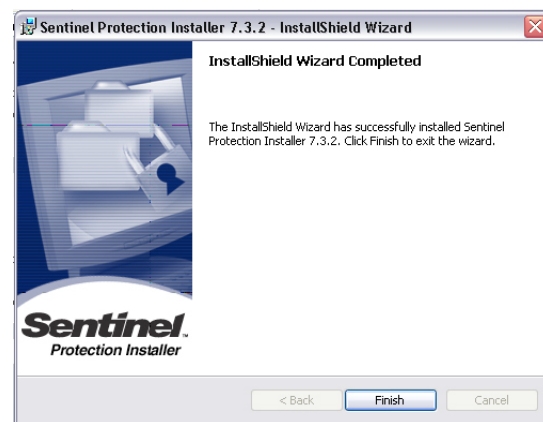 Sentinel Protection Installer 7.3.2 - InstallShield Wizard
InstallShield Wizard Completed
The InstallShield Wizard has successfully installed Sentinel
Protection Installer 7.3.2. Click Finish to exit the wizard.
Sentinel.
Protection Installer
< Back
Finish
Cancel